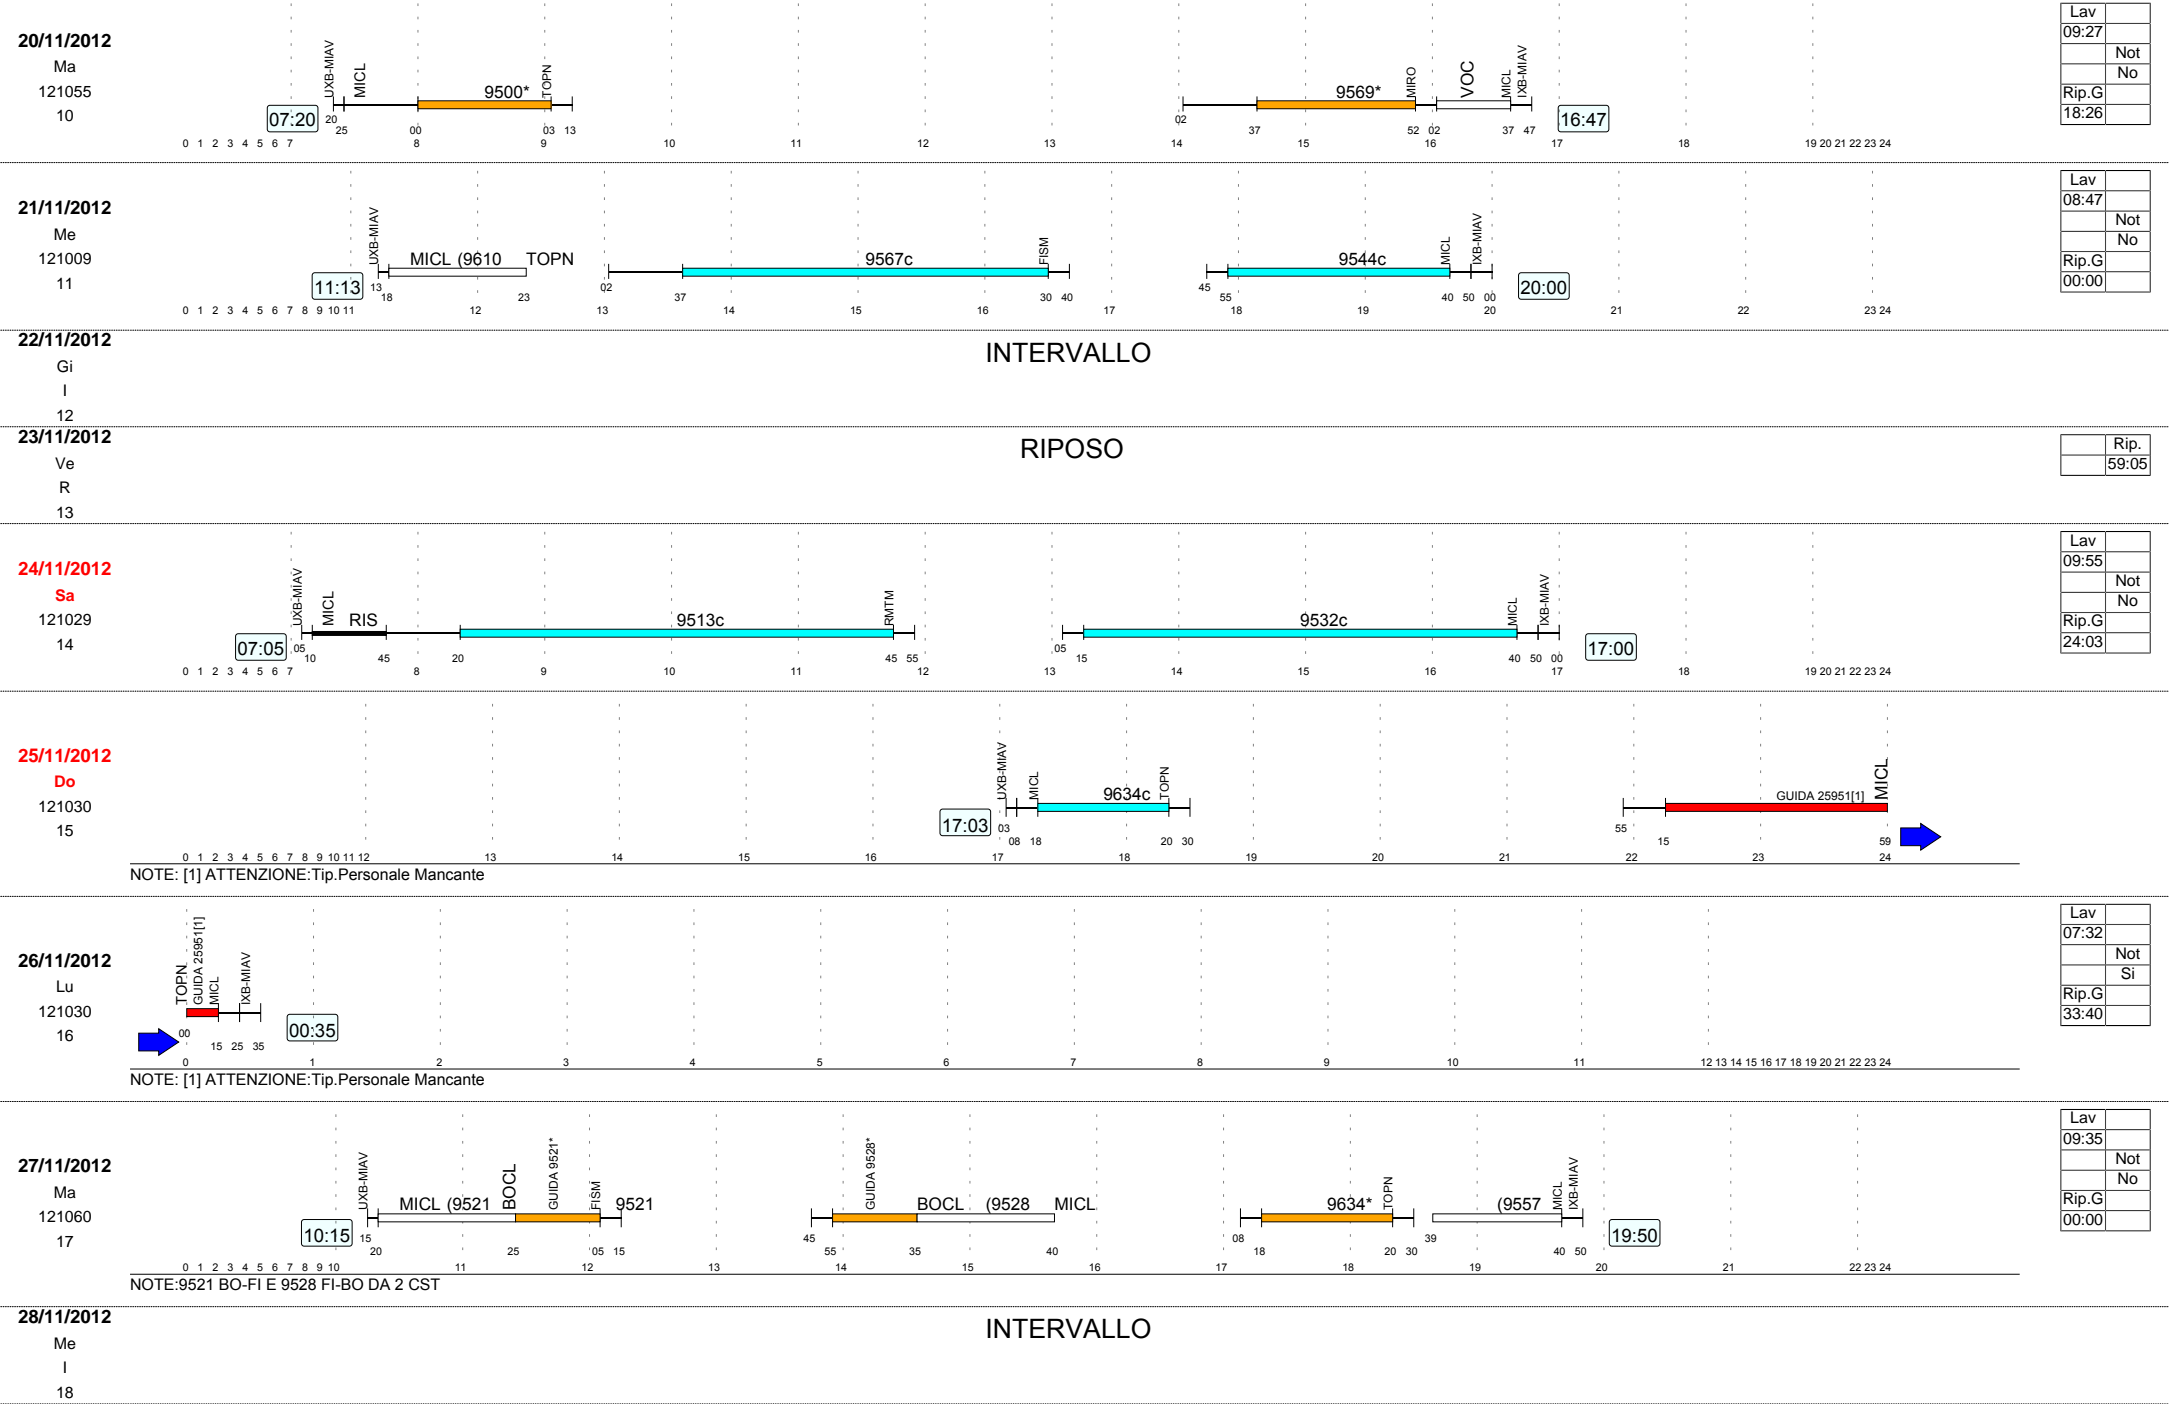 20/11/2012
Ma
121055
10
07:20
UXB-MIAV
MICL
9500*
TOPN
9569*
MIRO
VOC
MICL
IXB-MIAV
16:47
20 25 00 03 13 02 37 52 02 37 47
0 1 2 3 4 5 6 7 8 9 10 11 12 13 14 15 16 17 18 19 20 21 22 23 24
Lav
09:27
Not
No
Rip.G
18:26
21/11/2012
Me
121009
11
11:13
UXB-MIAV
MICL (9610 TOPN
9567c
FISM
9544c
MICL
IXB-MIAV
20:00
13 18 23 02 37 30 40 45 55 40 50 00
0 1 2 3 4 5 6 7 8 9 10 11 12 13 14 15 16 17 18 19 20 21 22 23 24
Lav
08:47
Not
No
Rip.G
00:00
22/11/2012
Gi
I
12
INTERVALLO
23/11/2012
Ve
R
13
RIPOSO
Rip.
59:05
24/11/2012
Sa
121029
14
07:05
UXB-MIAV
MICL
RIS
9513c
RMTM
9532c
MICL
IXB-MIAV
17:00
05 10 45 20 45 55 05 15 40 50 00
0 1 2 3 4 5 6 7 8 9 10 11 12 13 14 15 16 17 18 19 20 21 22 23 24
Lav
09:55
Not
No
Rip.G
24:03
25/11/2012
Do
121030
15
17:03
UXB-MIAV
MICL
9634c
TOPN
GUIDA 25951[1]
MICL
03 08 18 20 30 55 15 59
0 1 2 3 4 5 6 7 8 9 10 11 12 13 14 15 16 17 18 19 20 21 22 23 24
NOTE: [1] ATTENZIONE:Tip.Personale Mancante
26/11/2012
Lu
121030
16
TOPN
GUIDA 25951[1]
MICL
IXB-MIAV
00:35
00 15 25 35
0 1 2 3 4 5 6 7 8 9 10 11 12 13 14 15 16 17 18 19 20 21 22 23 24
NOTE: [1] ATTENZIONE:Tip.Personale Mancante
Lav
07:32
Not
Si
Rip.G
33:40
27/11/2012
Ma
121060
17
10:15
UXB-MIAV
MICL (9521
BOCL
GUIDA 9521*
FISM
9521
GUIDA 9528*
BOCL (9528 MICL
9634*
TOPN
(9557
MICL
IXB-MIAV
19:50
15 20 25 05 15 45 55 35 40 08 18 20 30 39 40 50
0 1 2 3 4 5 6 7 8 9 10 11 12 13 14 15 16 17 18 19 20 21 22 23 24
NOTE:9521 BO-FI E 9528 FI-BO DA 2 CST
Lav
09:35
Not
No
Rip.G
00:00
28/11/2012
Me
I
18
INTERVALLO